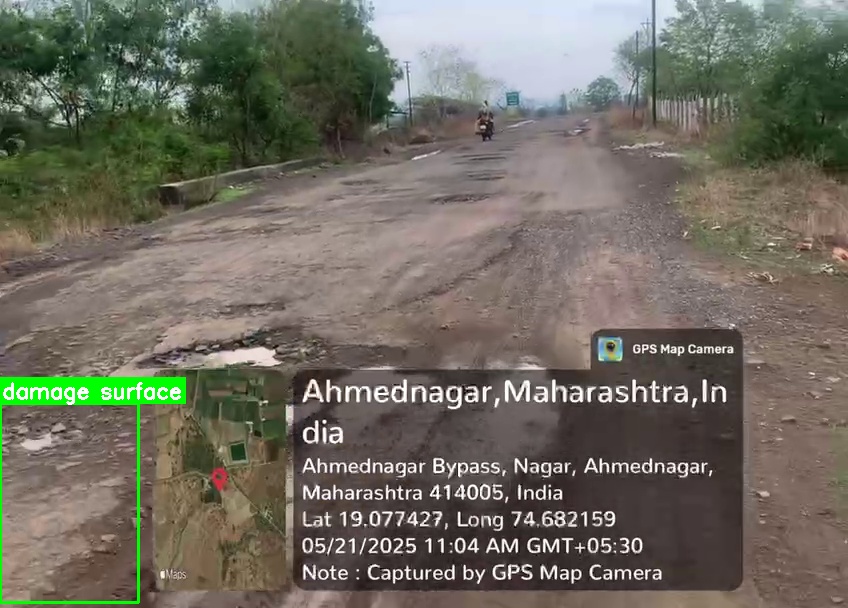 GPS Map Camera
damage surface
Ahmednagar,Maharashtra,In
dia
Ahmednagar Bypass, Nagar, Ahmednagar,
Maharashtra 414005, India
Lat 19.077427, Long 74.682159
05/21/2025 11:04 AM GMT+05:30
Note : Captured by GPS Map Camera
Maps